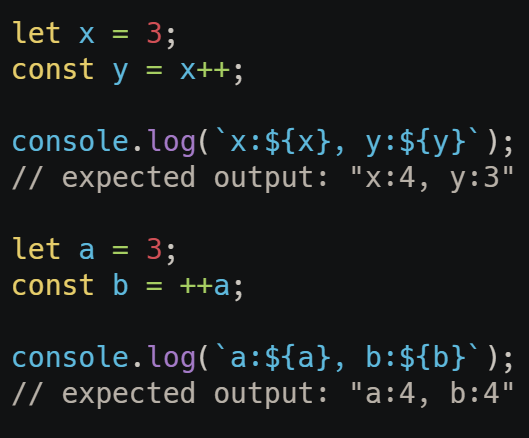 let x = 3;
const y = x++;
console.log(`x:${x}, y:${y}`);
// expected output: "x:4, y:3"
let a = 3;
const b = ++a;
console.log(`a:${a}, b:${b}`);
// expected output: "a:4, b:4"